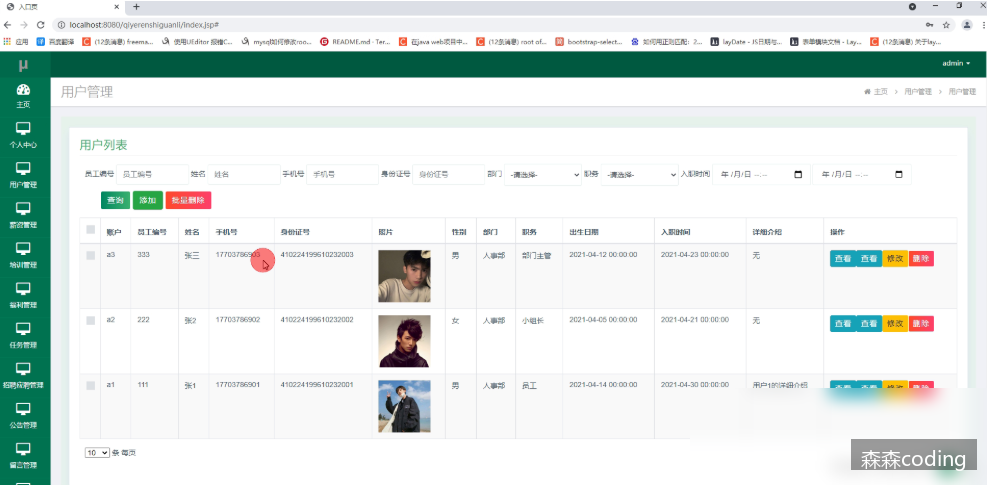 入口页
localhost:8080/qiyerenshiguanli/index.jsp#
应用 百度翻译 (12条消息) freema... 使用UEditor 报错C... mysql如何修改roo... README.md · Ter... 在java web项目中... (12条消息) root of... bootstrap-select... 如何用正则匹配：2... layDate - JS日期与... 表单模块文档 - Lay... (12条消息) 关于lay...
μ
admin
用户管理
主页 > 用户管理 > 用户管理
主页
个人中心
用户管理
薪资管理
培训管理
福利管理
任务管理
招聘应聘管理
公告管理
留言管理
用户列表
员工编号 员工编号 姓名 姓名 手机号 手机号 身份证号 身份证号 部门 -请选择- 职务 -请选择- 入职时间 年 /月/日 --:-- 年 /月/日 --:--
查询 添加 批量删除
账户 员工编号 姓名 手机号 身份证号 照片 性别 部门 职务 出生日期 入职时间 详细介绍 操作
a3 333 张三 17703786903 410224199610232003 男 人事部 部门主管 2021-04-12 00:00:00 2021-04-23 00:00:00 无 查看 查看 修改 删除
a2 222 张2 17703786902 410224199610232002 女 人事部 小组长 2021-04-05 00:00:00 2021-04-21 00:00:00 无 查看 查看 修改 删除
a1 111 张1 17703786901 410224199610232001 男 人事部 员工 2021-04-14 00:00:00 2021-04-30 00:00:00 用户1的详细介绍 查看 查看 修改 删除
10 条 每页
森森coding